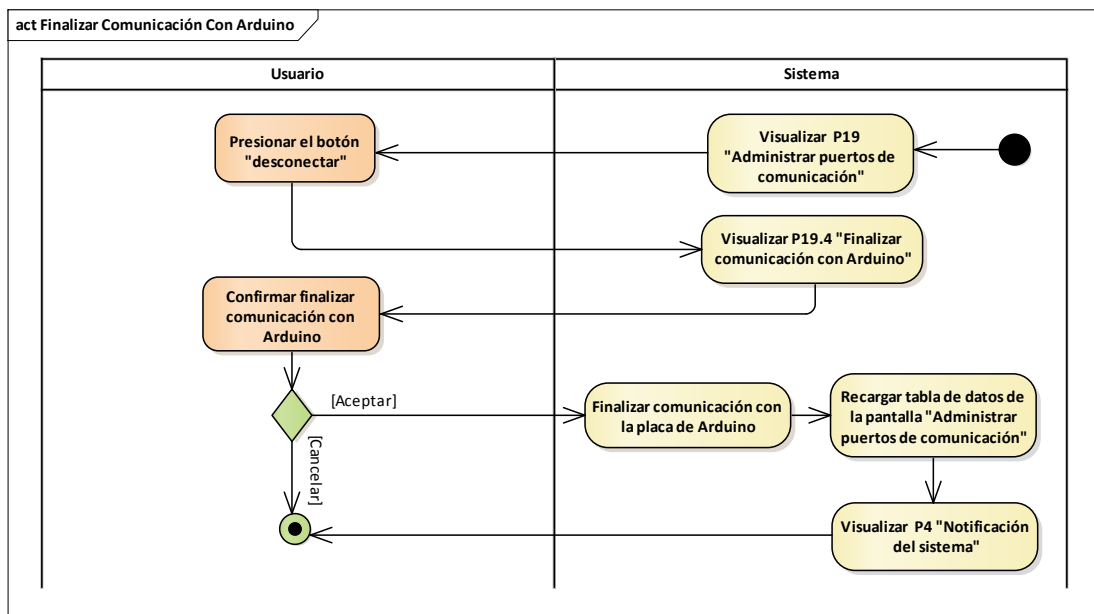 act Finalizar Comunicación Con Arduino
Usuario
Sistema
Presionar el botón
"desconectar"
Visualizar P19
"Administrar puertos de
comunicación"
Visualizar P19.4 "Finalizar
comunicación con Arduino"
Confirmar finalizar
comunicación con
Arduino
[Aceptar]
[Cancelar]
Finalizar comunicación con
la placa de Arduino
Recargar tabla de datos de
la pantalla "Administrar
puertos de comunicación"
Visualizar P4 "Notificación
del sistema"